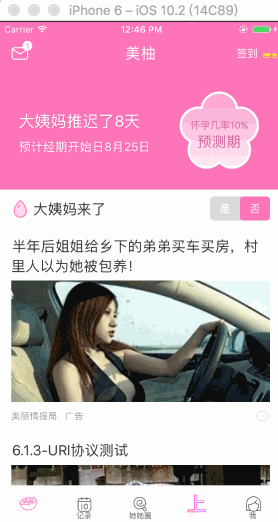 iPhone 6 – iOS 10.2 (14C89)
Carrier 12:46 PM
1
美柚
签到
大姨妈推迟了8天
预计经期开始日8月25日
怀孕几率10%
预测期
大姨妈来了
是
否
半年后姐姐给乡下的弟弟买车买房，村
里人以为她被包养！
美丽情报局 广告
6.1.3-URI协议测试
10
记录
她她圈
上
我